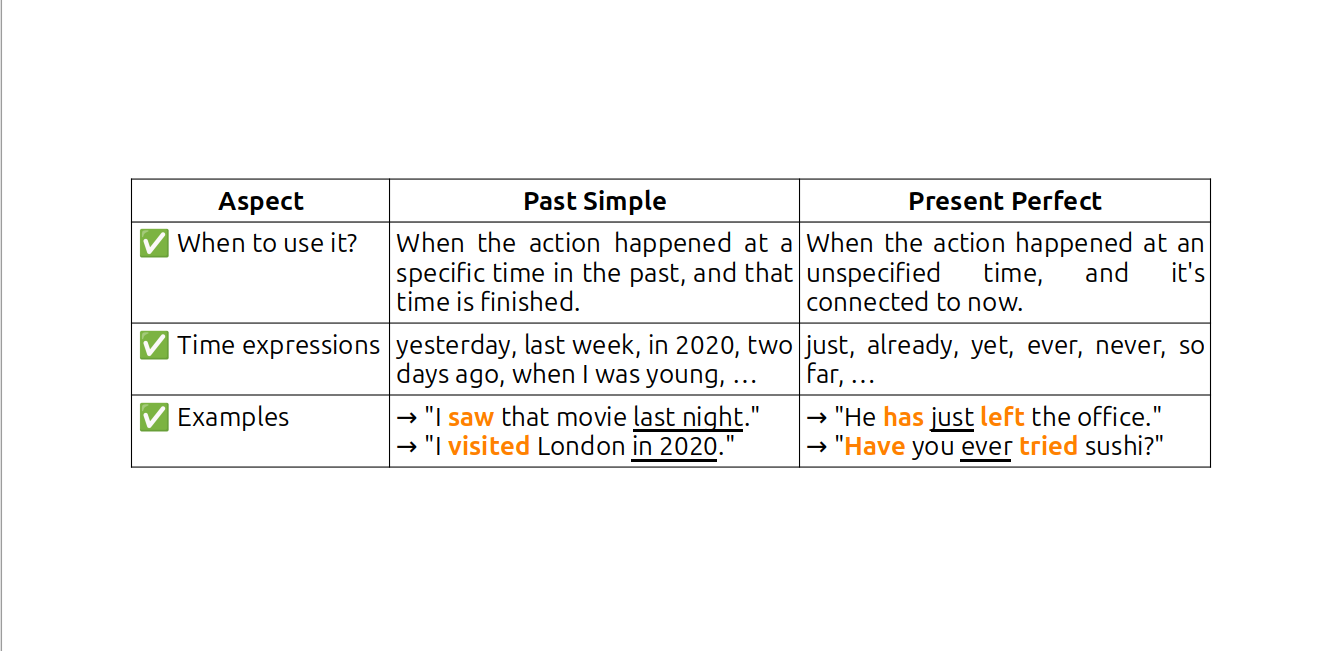 Aspect Past Simple Present Perfect
✅ When to use it?
When the action happened at a
specific time in the past, and that
time is finished.
When the action happened at an
unspecified time, and it's
connected to now.
✅ Time expressions
yesterday, last week, in 2020, two
days ago, when I was young, …
just, already, yet, ever, never, so
far, …
✅ Examples
→ "I saw that movie last night."
→ "I visited London in 2020."
→ "He has just left the office."
→ "Have you ever tried sushi?"